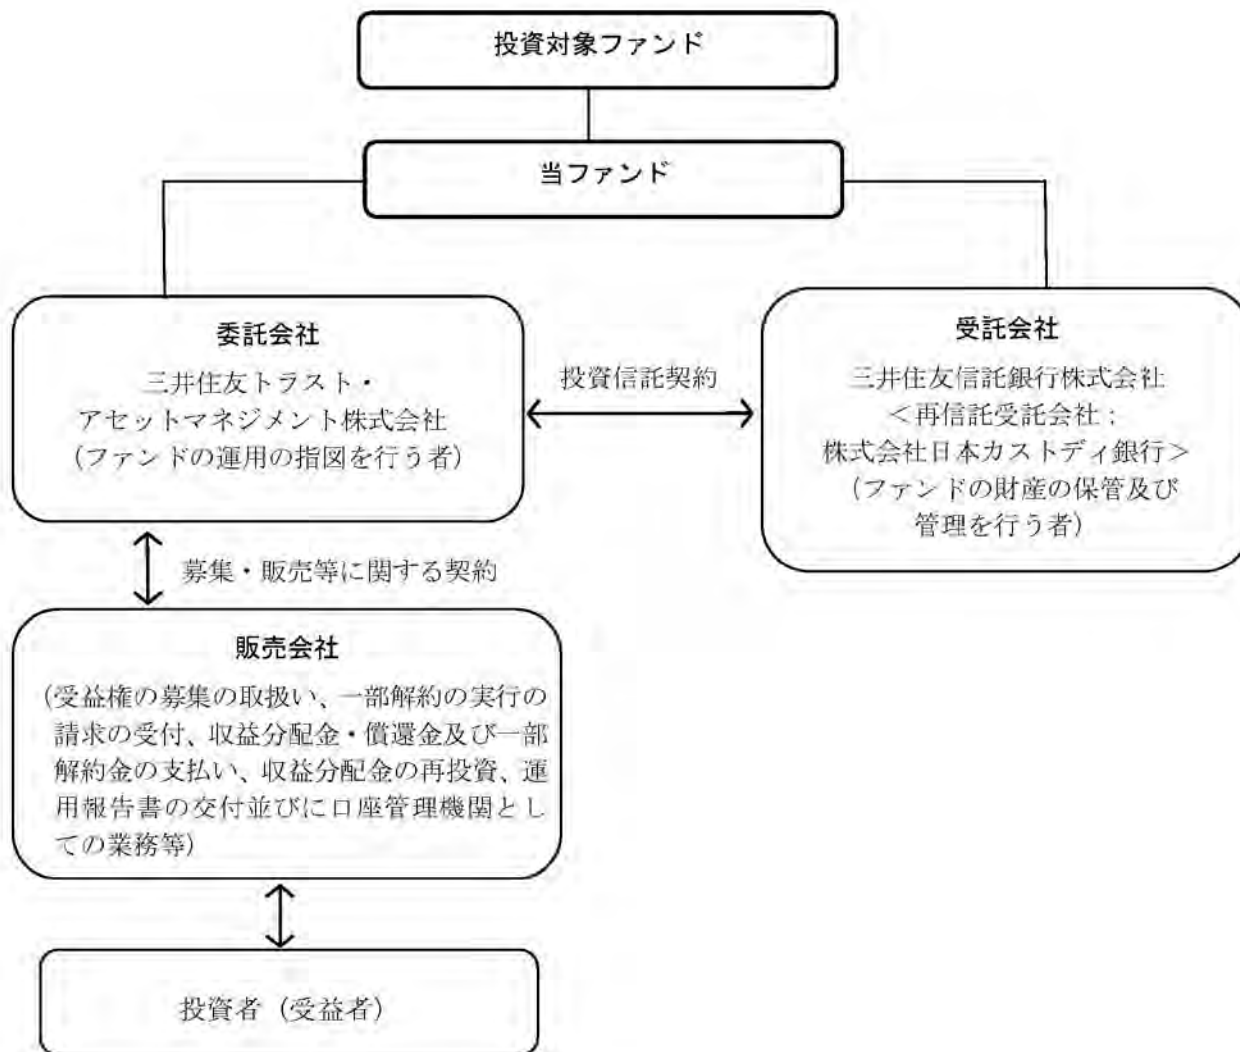 投資対象ファンド
当ファンド
委託会社
三井住友トラスト・
アセットマネジメント株式会社
（ファンドの運用の指図を行う者）
投資信託契約
受託会社
三井住友信託銀行株式会社
＜再信託受託会社：
株式会社日本カストディ銀行＞
（ファンドの財産の保管及び
管理を行う者）
募集・販売等に関する契約
販売会社
（受益権の募集の取扱い、一部解約の実行の
請求の受付、収益分配金・償還金及び一部
解約金の支払い、収益分配金の再投資、運
用報告書の交付並びに口座管理機関とし
ての業務等）
投資者（受益者）